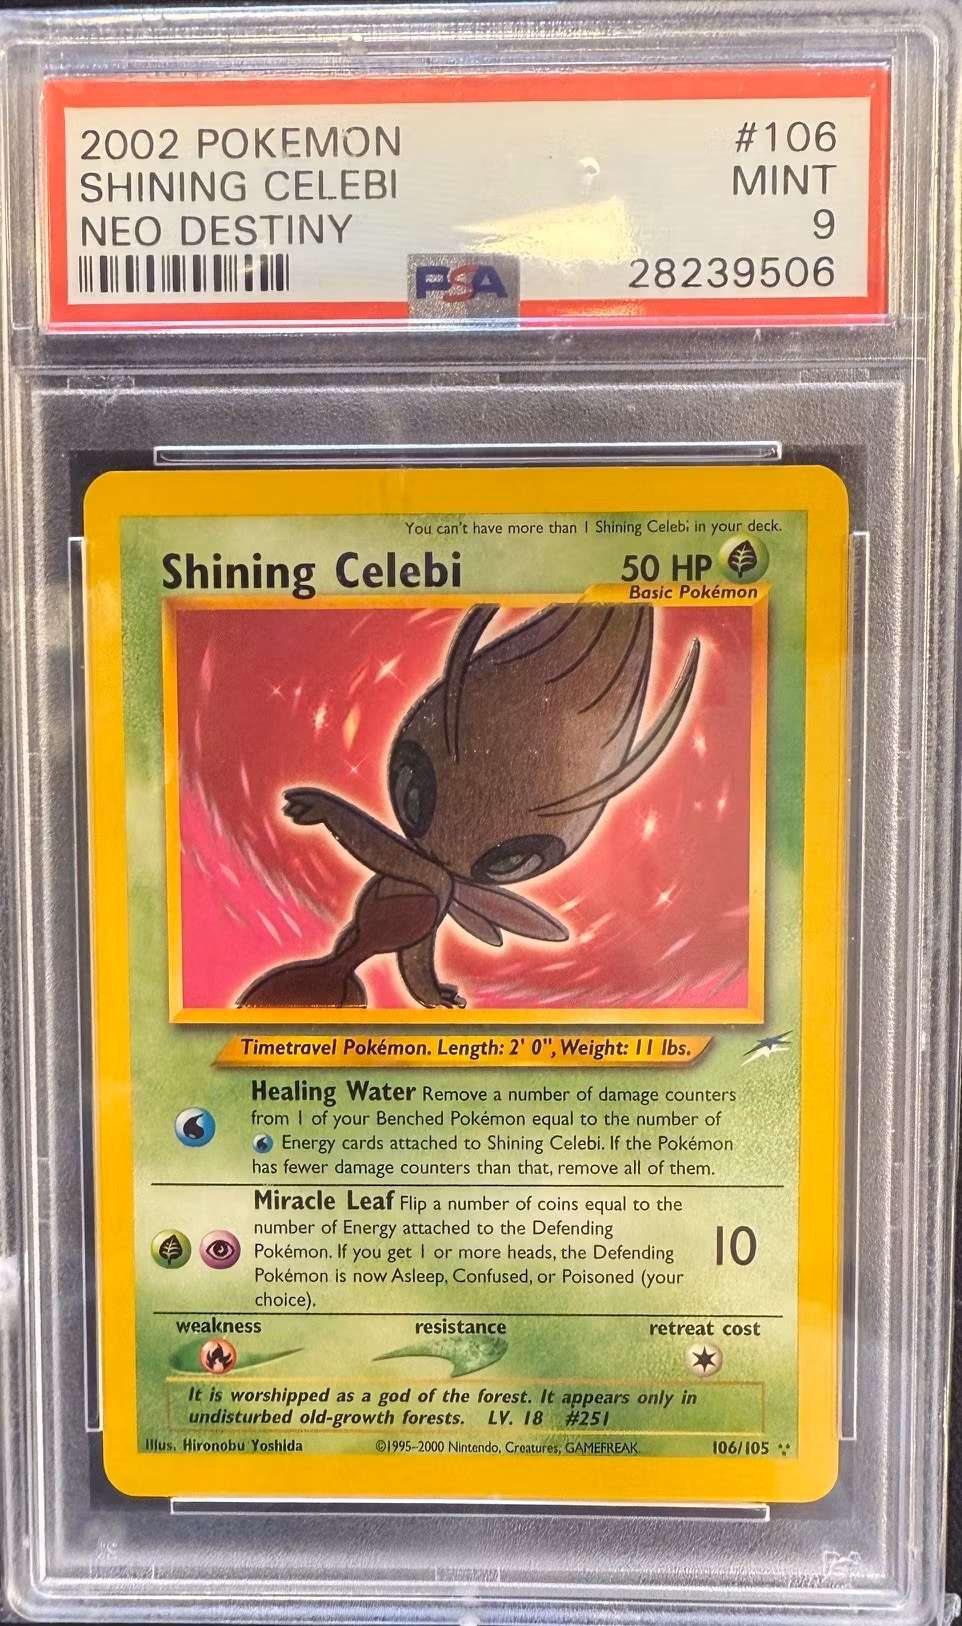 2002 POKEMON #106
SHINING CELEBI MINT
NEO DESTINY 9
PSA 28239506
You can't have more than 1 Shining Celebi in your deck.
Shining Celebi 50 HP
Basic Pokémon
Timetravel Pokémon. Length: 2' 0", Weight: 11 lbs.
Healing Water Remove a number of damage counters
from 1 of your Benched Pokémon equal to the number of
Energy cards attached to Shining Celebi. If the Pokémon
has fewer damage counters than that, remove all of them.
Miracle Leaf Flip a number of coins equal to the
number of Energy attached to the Defending
Pokémon. If you get 1 or more heads, the Defending 10
Pokémon is now Asleep, Confused, or Poisoned (your
choice).
weakness resistance retreat cost
It is worshipped as a god of the forest. It appears only in
undisturbed old-growth forests. LV. 18 #251
Illus. Hironobu Yoshida ©1995-2000 Nintendo, Creatures, GAMEFREAK. 106/105